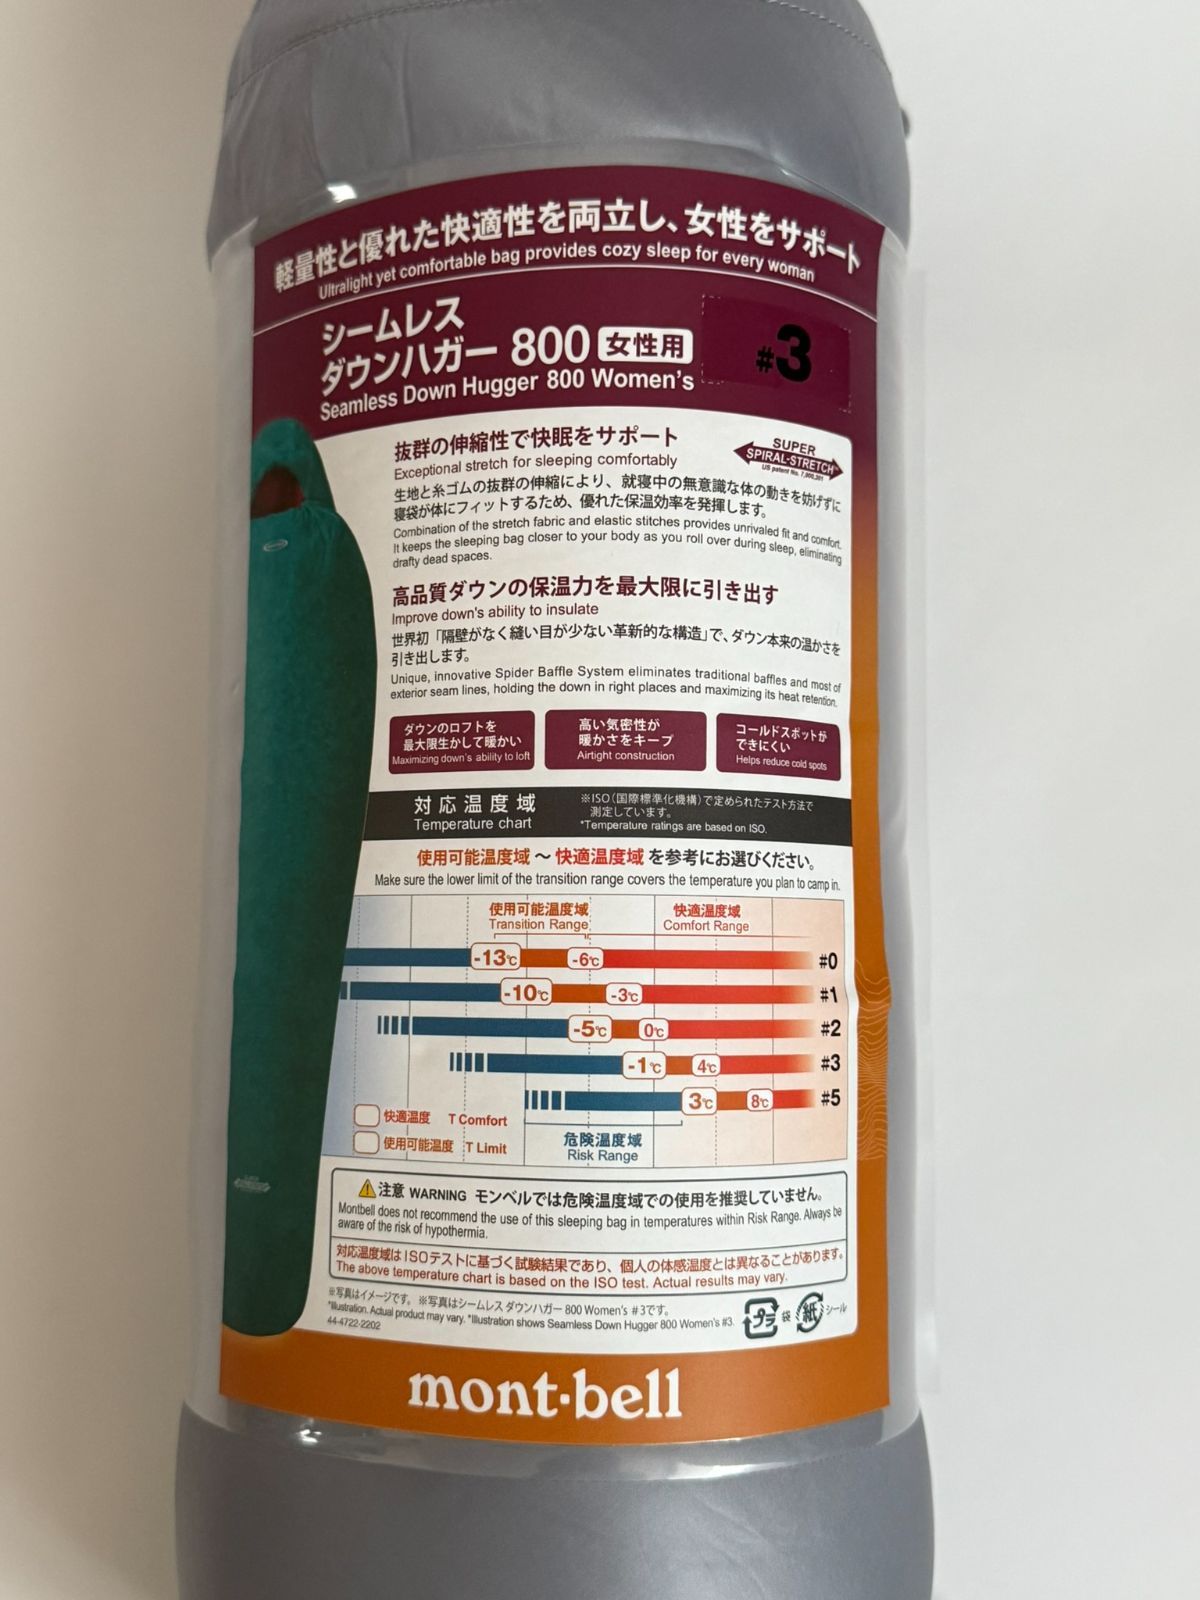 軽量性と優れた快適性を両立し、女性をサポート
Ultralight yet comfortable bag provides cozy sleep for every woman
シームレス
ダウンハガー 800 女性用
Seamless Down Hugger 800 Women's
#3
抜群の伸縮性で快眠をサポート
Exceptional stretch for sleeping comfortably
SUPER
SPIRAL-STRETCH™
US patent No. 7,900,301
生地と糸ゴムの抜群の伸縮により、就寝中の無意識な体の動きを妨げずに
寝袋が体にフィットするため、優れた保温効率を発揮します。
Combination of the stretch fabric and elastic stitches provides unrivaled fit and comfort.
It keeps the sleeping bag closer to your body as you roll over during sleep, eliminating
drafty dead spaces.
高品質ダウンの保温力を最大限に引き出す
Improve down's ability to insulate
世界初「隔壁がなく縫い目が少ない革新的な構造」で、ダウン本来の温かさを
引き出します。
Unique, innovative Spider Baffle System eliminates traditional baffles and most of
exterior seam lines, holding the down in right places and maximizing its heat retention.
ダウンのロフトを
最大限生かして暖かい
Maximizing down's ability to loft
高い気密性が
暖かさをキープ
Airtight construction
コールドスポットが
できにくい
Helps reduce cold spots
対応温度域
Temperature chart
※ISO(国際標準化機構)で定められたテスト方法で
測定しています。
*Temperature ratings are based on ISO.
使用可能温度域 〜 快適温度域 を参考にお選びください。
Make sure the lower limit of the transition range covers the temperature you plan to camp in.
使用可能温度域
Transition Range
快適温度域
Comfort Range
-13℃ -6℃ #0
-10℃ -3℃ #1
-5℃ 0℃ #2
-1℃ 4℃ #3
3℃ 8℃ #5
快適温度 T Comfort
使用可能温度 T Limit
危険温度域
Risk Range
注意 WARNING モンベルでは危険温度域での使用を推奨していません。
Montbell does not recommend the use of this sleeping bag in temperatures within Risk Range. Always be
aware of the risk of hypothermia.
対応温度域はISOテストに基づく試験結果であり、個人の体感温度とは異なることがあります。
The above temperature chart is based on the ISO test. Actual results may vary.
※写真はイメージです。※写真はシームレス ダウンハガー 800 Women's #3です。
*Illustration. Actual product may vary. *Illustration shows Seamless Down Hugger 800 Women's #3.
44-4722-2202
プラ 袋 紙 シール
mont-bell